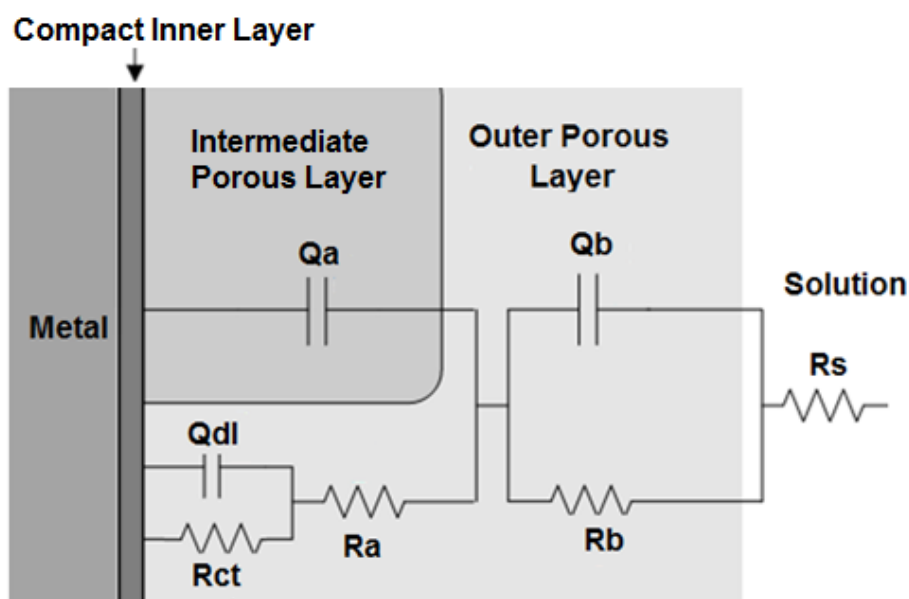 Compact Inner Layer
Intermediate
Porous Layer
Outer Porous
Layer
Qa
Qb
Solution
Metal
Rs
Qdl
Ra
Rb
Rct